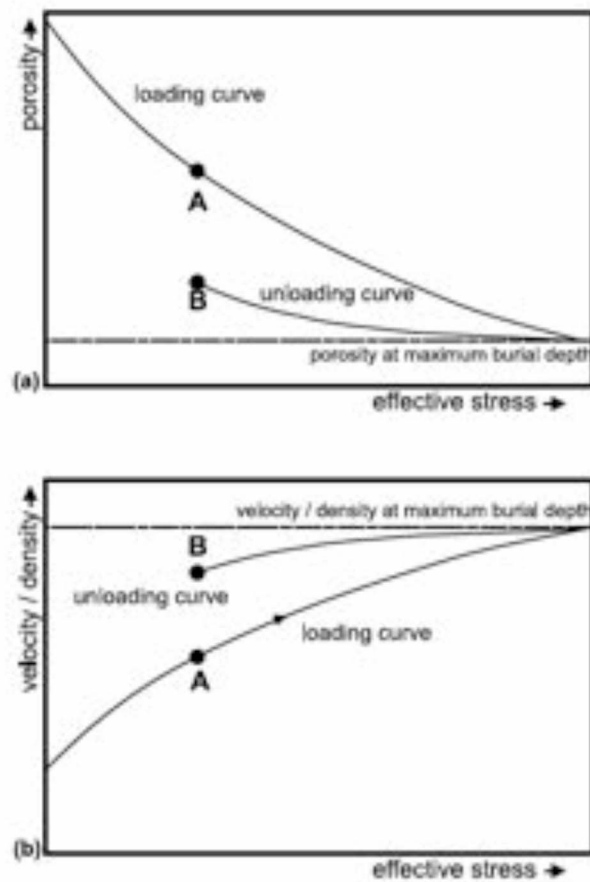 porosity
loading curve
A
B
unloading curve
porosity at maximum burial depth
(a)
effective stress
velocity / density at maximum burial depth
velocity / density
B
unloading curve
loading curve
A
(b)
effective stress